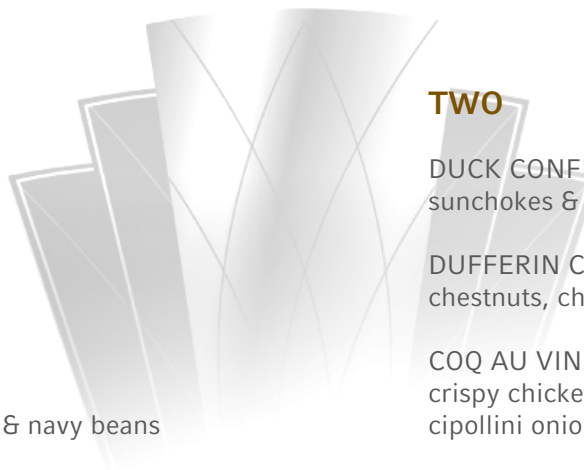 TWO
DUCK CONF
sunchokes &
DUFFERIN C
chestnuts, ch
COQ AU VIN
crispy chicke
& navy beans
cipollini onio